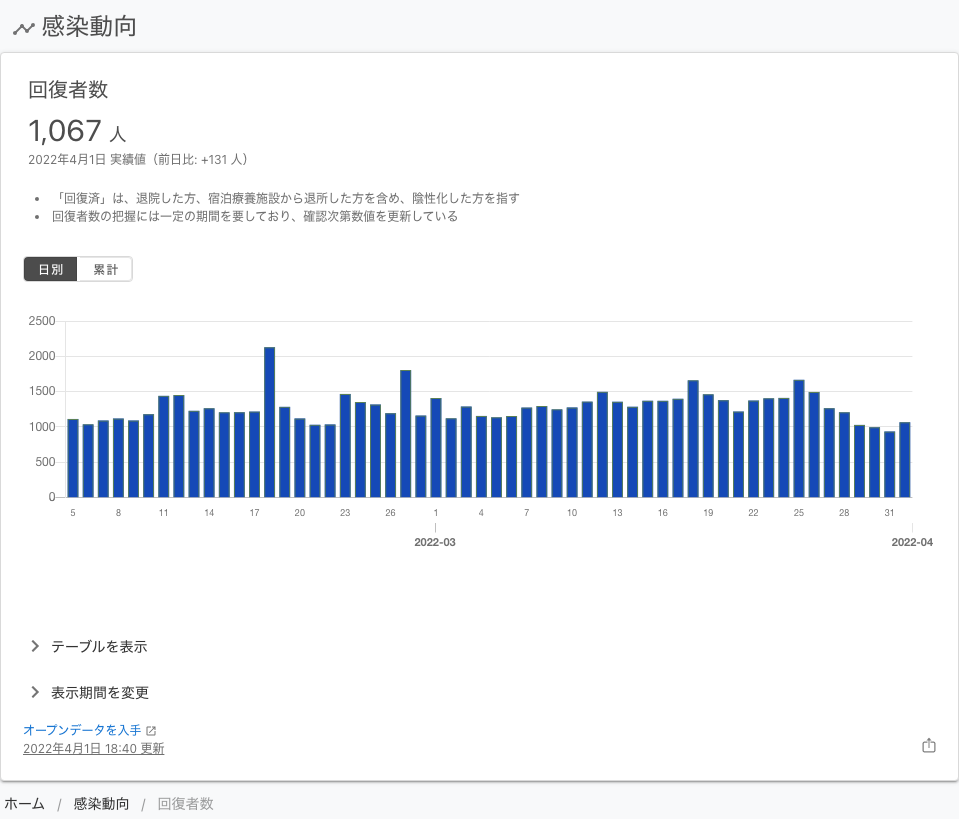 感染動向
回復者数
1,067 人
2022年4月1日 実績値（前日比: +131 人）
「回復済」は、退院した方、宿泊療養施設から退所した方を含め、陰性化した方を指す
回復者数の把握には一定の期間を要しており、確認次第数値を更新している
日別 累計
2500
2000
1500
1000
500
0
5 8 11 14 17 20 23 26 1 4 7 10 13 16 19 22 25 28 31
2022-03 2022-04
テーブルを表示
表示期間を変更
オープンデータを入手
2022年4月1日 18:40 更新
ホーム / 感染動向 / 回復者数